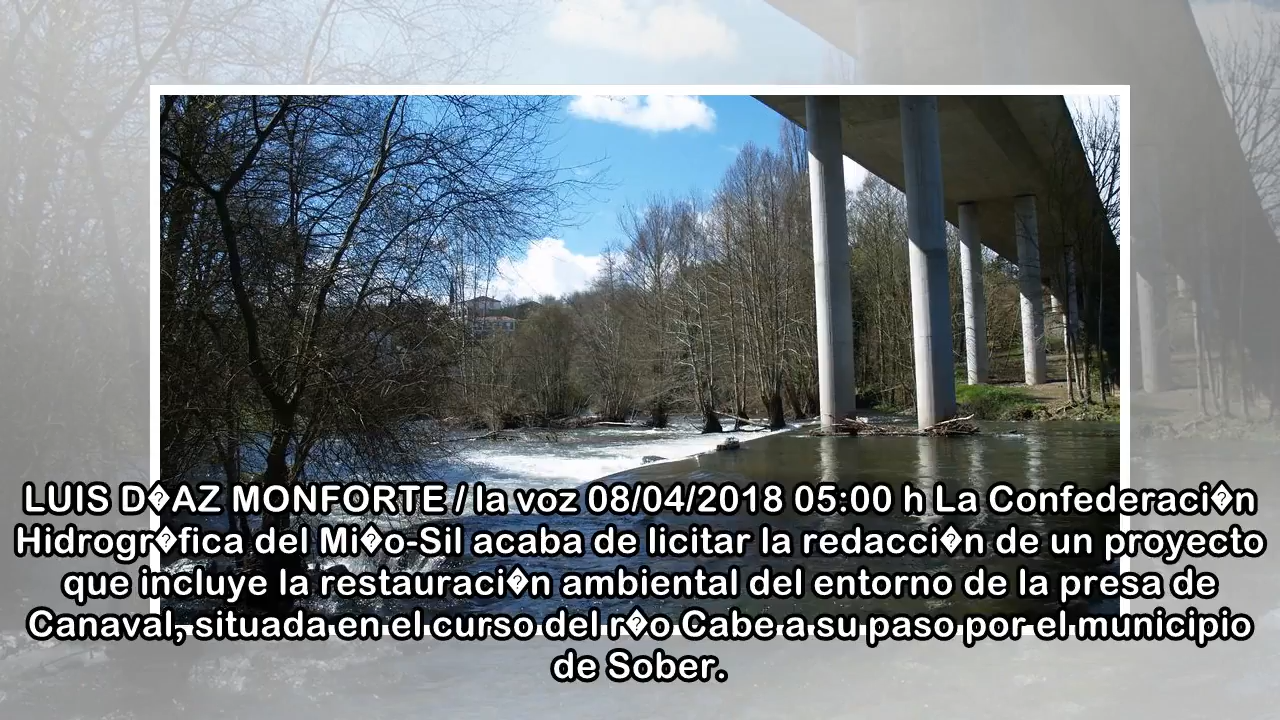 LUIS D�AZ MONFORTE / la voz 08/04/2018 05:00 h La Confederaci�n
Hidrogr�fica del Mi�o-Sil acaba de licitar la redacci�n de un proyecto
que incluye la restauraci�n ambiental del entorno de la presa de
Canaval, situada en el curso del r�o Cabe a su paso por el municipio
de Sober.